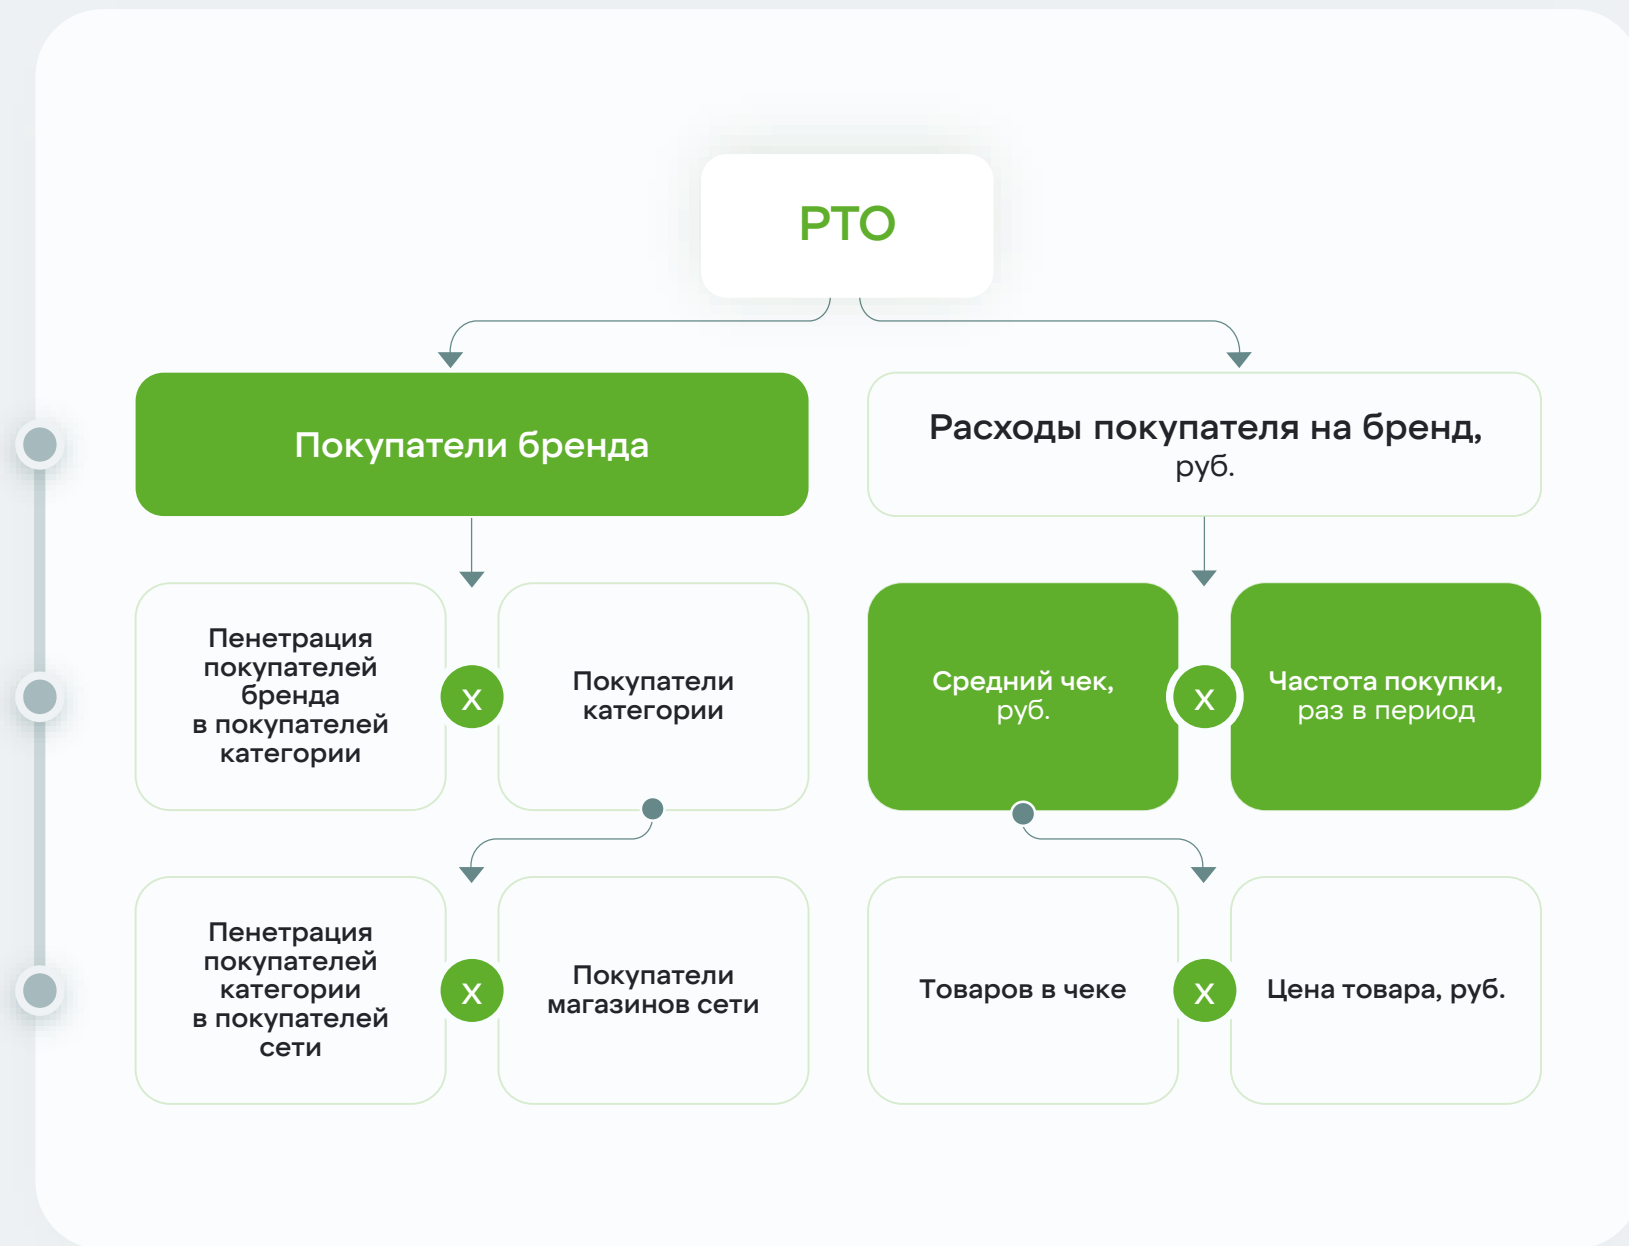 РТО
Покупатели бренда
Расходы покупателя на бренд,
руб.
Пенетрация
покупателей
бренда
в покупателей
категории
x
Покупатели
категории
Средний чек,
руб.
x
Частота покупки,
раз в период
Пенетрация
покупателей
категории
в покупателей
сети
x
Покупатели
магазинов сети
Товаров в чеке
x
Цена товара, руб.